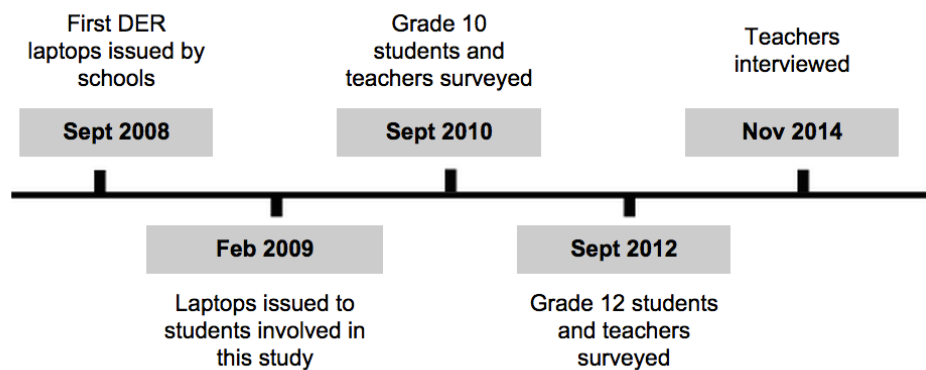 First DER
laptops issued by
schools
Sept 2008
Feb 2009
Laptops issued to
students involved in
this study
Grade 10
students and
teachers surveyed
Sept 2010
Sept 2012
Grade 12 students
and teachers
surveyed
Teachers
interviewed
Nov 2014